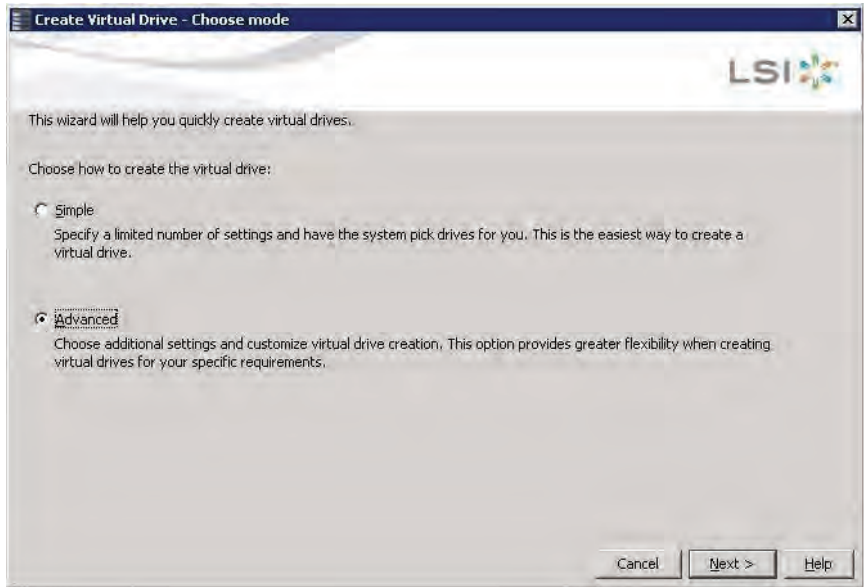 Create Virtual Drive - Choose mode
LSI
This wizard will help you quickly create virtual drives.
Choose how to create the virtual drive:
Simple
Specify a limited number of settings and have the system pick drives for you. This is the easiest way to create a
virtual drive.
Advanced
Choose additional settings and customize virtual drive creation. This option provides greater flexibility when creating
virtual drives for your specific requirements.
Cancel Next > Help